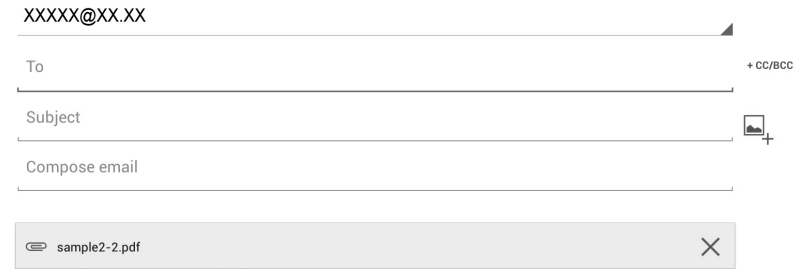 XXXXX@XX.XX
To
+ CC/BCC
Subject
Compose email
sample2-2.pdf